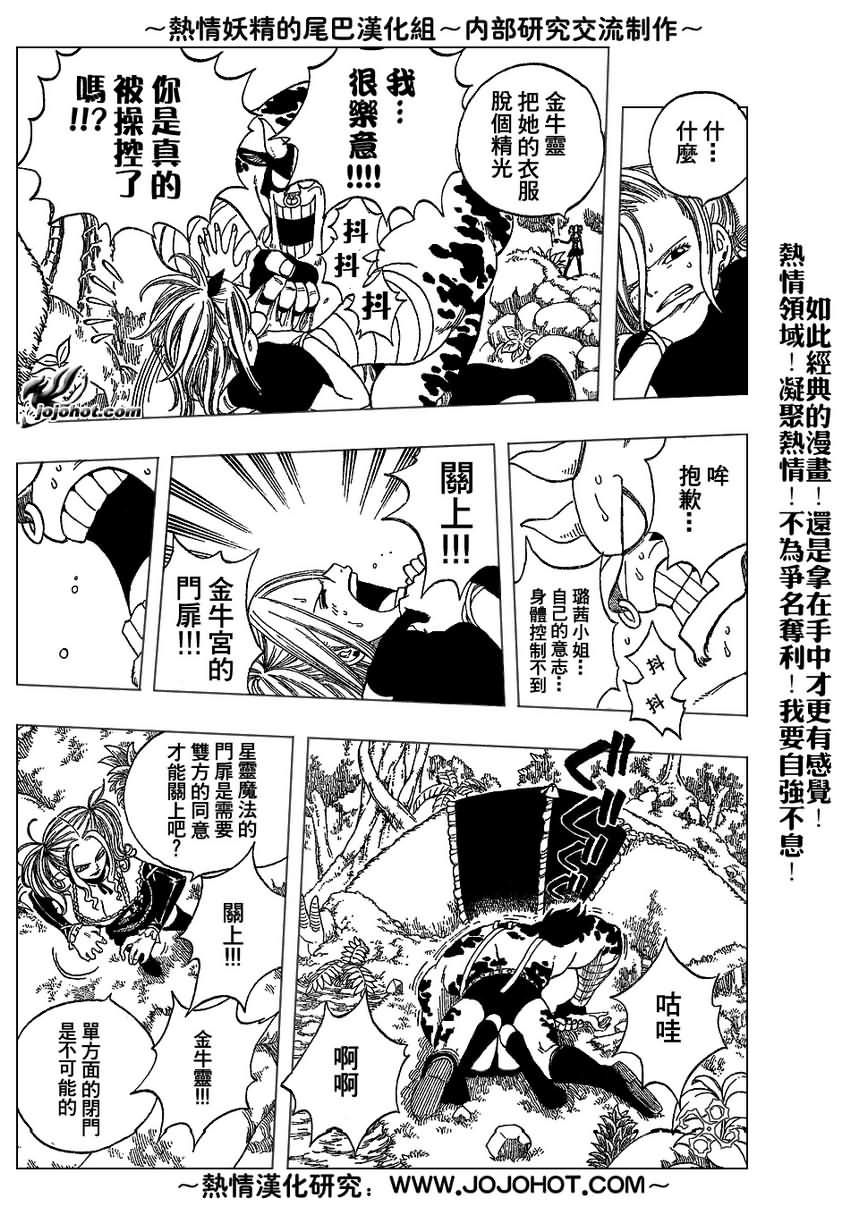 ～熱情妖精的尾巴漢化組～內部研究交流制作～
什…
什麼
金牛靈
把她的衣服
脫個精光
我…
很樂意!!!!
你是真的
被操控了
嗎!!?
抖
抖
抖
jojohot.com
哞
抱歉…
璐茜小姐…
自己的意志…
身體控制不到
抖
抖
關上!!!
金牛宮的
門扉!!!
咕哇
啊
啊
星靈魔法的
門扉是需要
雙方的同意
才能關上吧?
關上!!!
金牛靈!!!
單方面的閉門
是不可能的
如此經典的漫畫！還是拿在手中才更有感覺！
熱情領域！凝聚熱情！不為爭名奪利！我要自強不息！
～熱情漢化研究：WWW.JOJOHOT.COM～